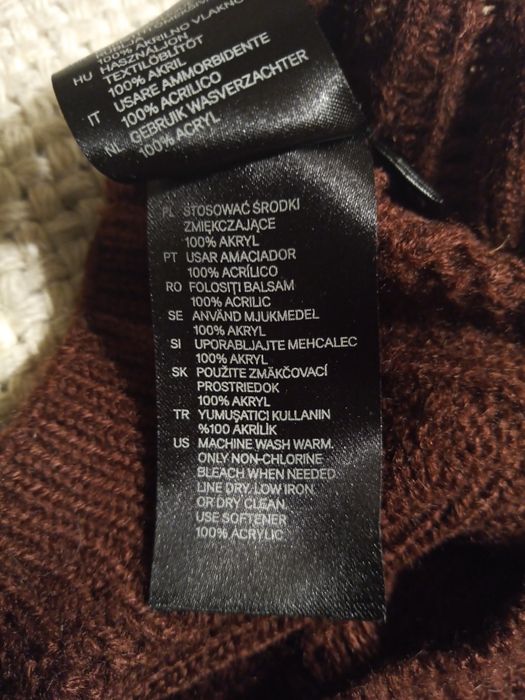 100% AKRILNO VLAKNO
HU HASZNÁLJON
TEXTILÖBLÍTŐT
100% AKRIL
IT USARE AMMORBIDENTE
100% ACRILICO
NL GEBRUIK WASVERZACHTER
100% ACRYL
PL STOSOWAĆ ŚRODKI
ZMIĘKCZAJĄCE
100% AKRYL
PT USAR AMACIADOR
100% ACRÍLICO
RO FOLOSIȚI BALSAM
100% ACRILIC
SE ANVÄND MJUKMEDEL
100% AKRYL
SI UPORABLJAJTE MEHCALEC
100% AKRYL
SK POUŽITE ZMÄKČOVACÍ
PROSTRIEDOK
100% AKRYL
TR YUMUŞATICI KULLANIN
%100 AKRİLİK
US MACHINE WASH WARM.
ONLY NON-CHLORINE
BLEACH WHEN NEEDED.
LINE DRY. LOW IRON.
OR DRY CLEAN.
USE SOFTENER
100% ACRYLIC